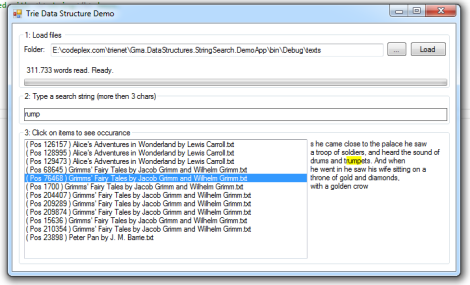 Trie Data Structure Demo
1: Load files
Folder: E:\codeplex.com\trienet\Gma.DataStructures.StringSearch.DemoApp\bin\Debug\texts ... Load
311.733 words read. Ready.
2: Type a search string (more then 3 chars)
rump
3: Click on items to see occurance
( Pos 126157 ) Alice's Adventures in Wonderland by Lewis Carroll.txt
( Pos 128995 ) Alice's Adventures in Wonderland by Lewis Carroll.txt
( Pos 129473 ) Alice's Adventures in Wonderland by Lewis Carroll.txt
( Pos 68645 ) Grimms' Fairy Tales by Jacob Grimm and Wilhelm Grimm.txt
( Pos 76468 ) Grimms' Fairy Tales by Jacob Grimm and Wilhelm Grimm.txt
( Pos 1700 ) Grimms' Fairy Tales by Jacob Grimm and Wilhelm Grimm.txt
( Pos 204407 ) Grimms' Fairy Tales by Jacob Grimm and Wilhelm Grimm.txt
( Pos 209289 ) Grimms' Fairy Tales by Jacob Grimm and Wilhelm Grimm.txt
( Pos 209874 ) Grimms' Fairy Tales by Jacob Grimm and Wilhelm Grimm.txt
( Pos 15636 ) Grimms' Fairy Tales by Jacob Grimm and Wilhelm Grimm.txt
( Pos 210354 ) Grimms' Fairy Tales by Jacob Grimm and Wilhelm Grimm.txt
( Pos 23898 ) Peter Pan by J. M. Barrie.txt
s he came close to the palace he saw
a troop of soldiers, and heard the sound of
drums and trumpets. And when
he went in he saw his wife sitting on a
throne of gold and diamonds,
with a golden crow